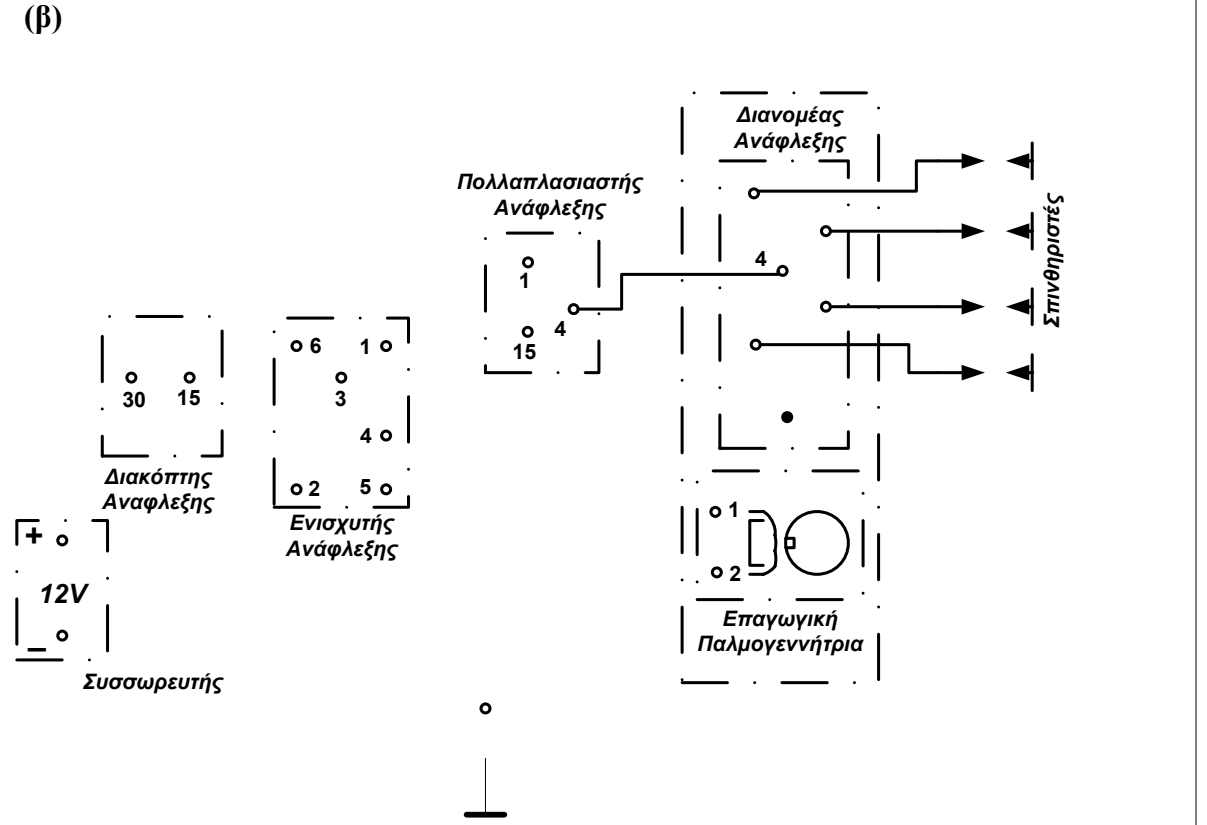 (β)
Διανομέας
Ανάφλεξης
Πολλαπλασιαστής
Ανάφλεξης
1
4
15
4
Σπινθηριστές
30 15
Διακόπτης
Αναφλεξης
6 1
3
4
2 5
Ενισχυτής
Ανάφλεξης
+
12V
–
Συσσωρευτής
1
2
Επαγωγική
Παλμογεννήτρια